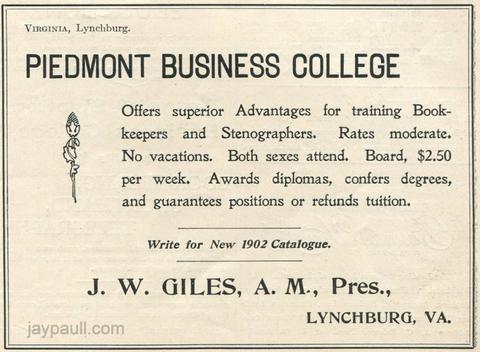 VIRGINIA, Lynchburg.
PIEDMONT BUSINESS COLLEGE
Offers superior Advantages for training Book-
keepers and Stenographers. Rates moderate.
No vacations. Both sexes attend. Board, $2.50
per week. Awards diplomas, confers degrees,
and guarantees positions or refunds tuition.
Write for New 1902 Catalogue.
J. W. GILES, A. M., Pres.,
LYNCHBURG, VA.
jaypaull.com